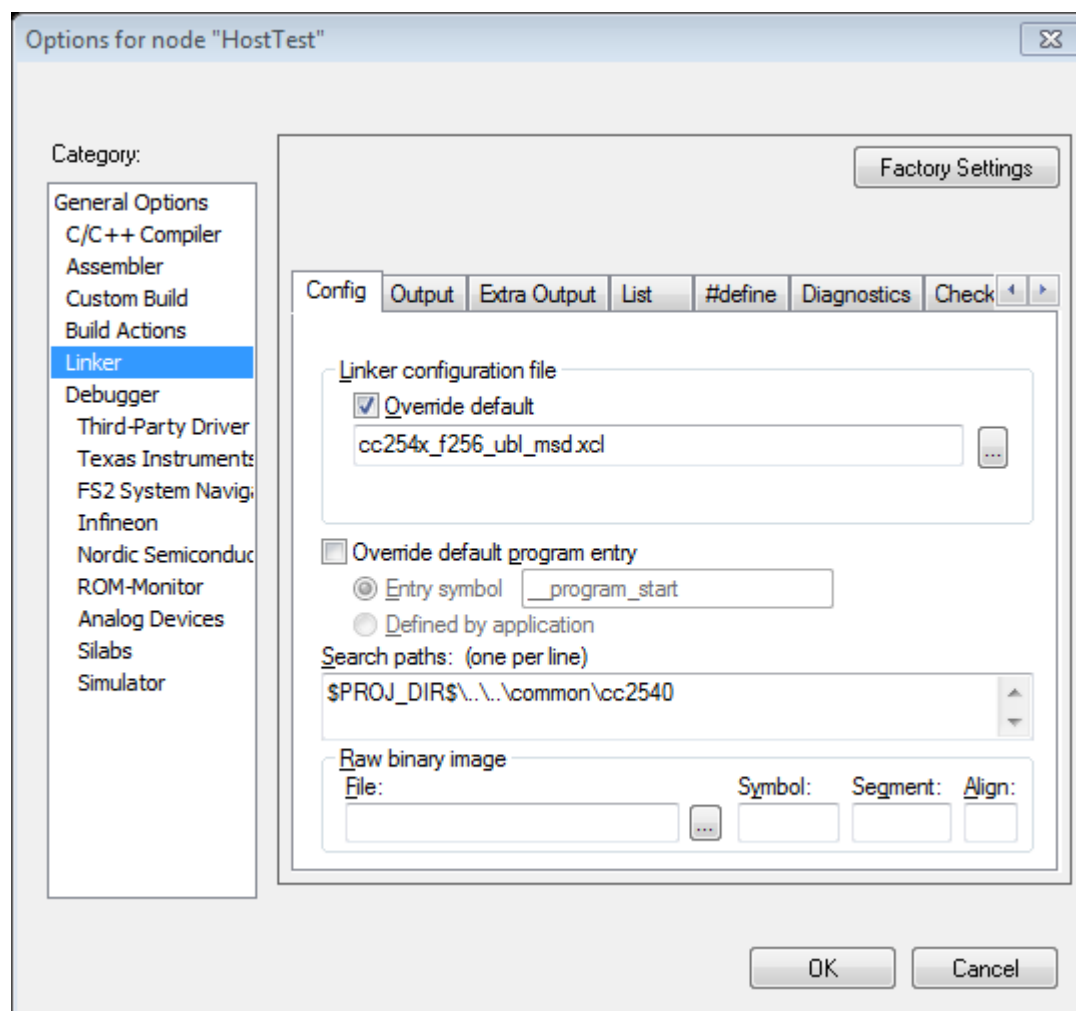 Options for node "HostTest"
Category:
General Options
C/C++ Compiler
Assembler
Custom Build
Build Actions
Linker
Debugger
Third-Party Driver
Texas Instruments
FS2 System Naviga
Infineon
Nordic Semiconduc
ROM-Monitor
Analog Devices
Silabs
Simulator
Factory Settings
Config Output Extra Output List #define Diagnostics Check
Linker configuration file
Override default
cc254x_f256_ubl_msd.xcl
...
Override default program entry
Entry symbol __program_start
Defined by application
Search paths: (one per line)
$PROJ_DIR$\..\..\common\cc2540
Raw binary image
File: Symbol: Segment: Align:
...
OK Cancel